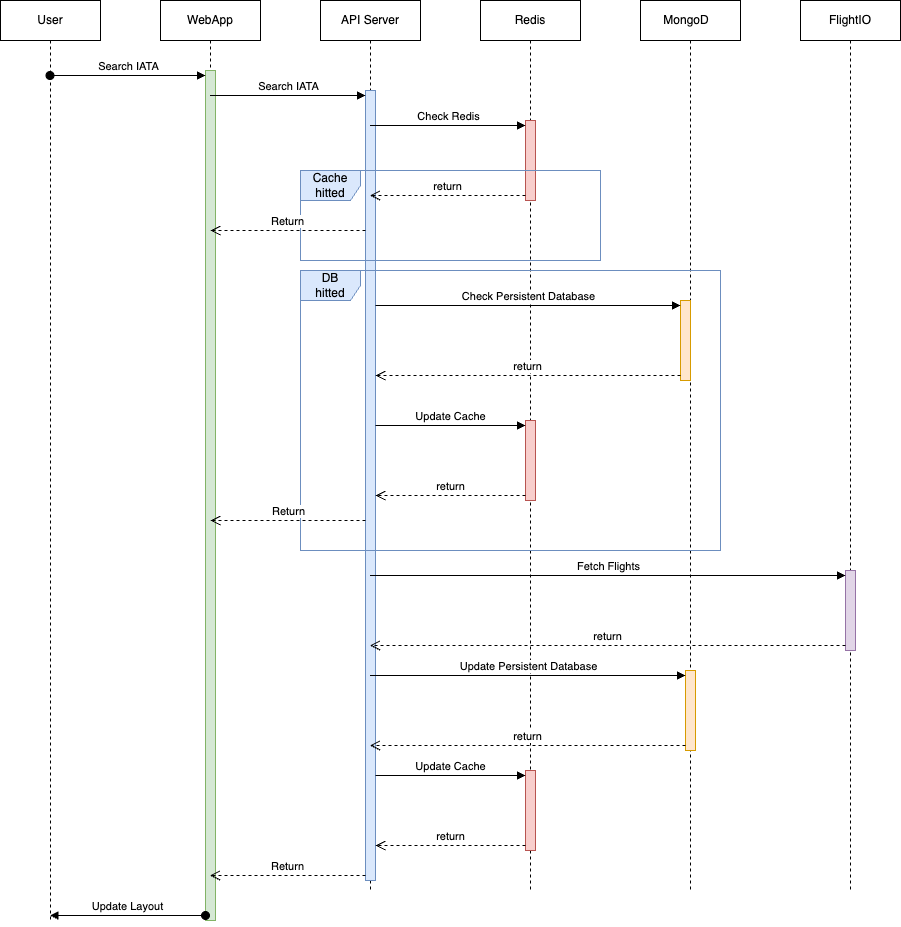 User
WebApp
API Server
Redis
MongoD
FlightIO
Search IATA
Search IATA
Check Redis
Cache
hitted
return
Return
DB
hitted
Check Persistent Database
return
Update Cache
return
Return
Fetch Flights
return
Update Persistent Database
return
Update Cache
return
Return
Update Layout